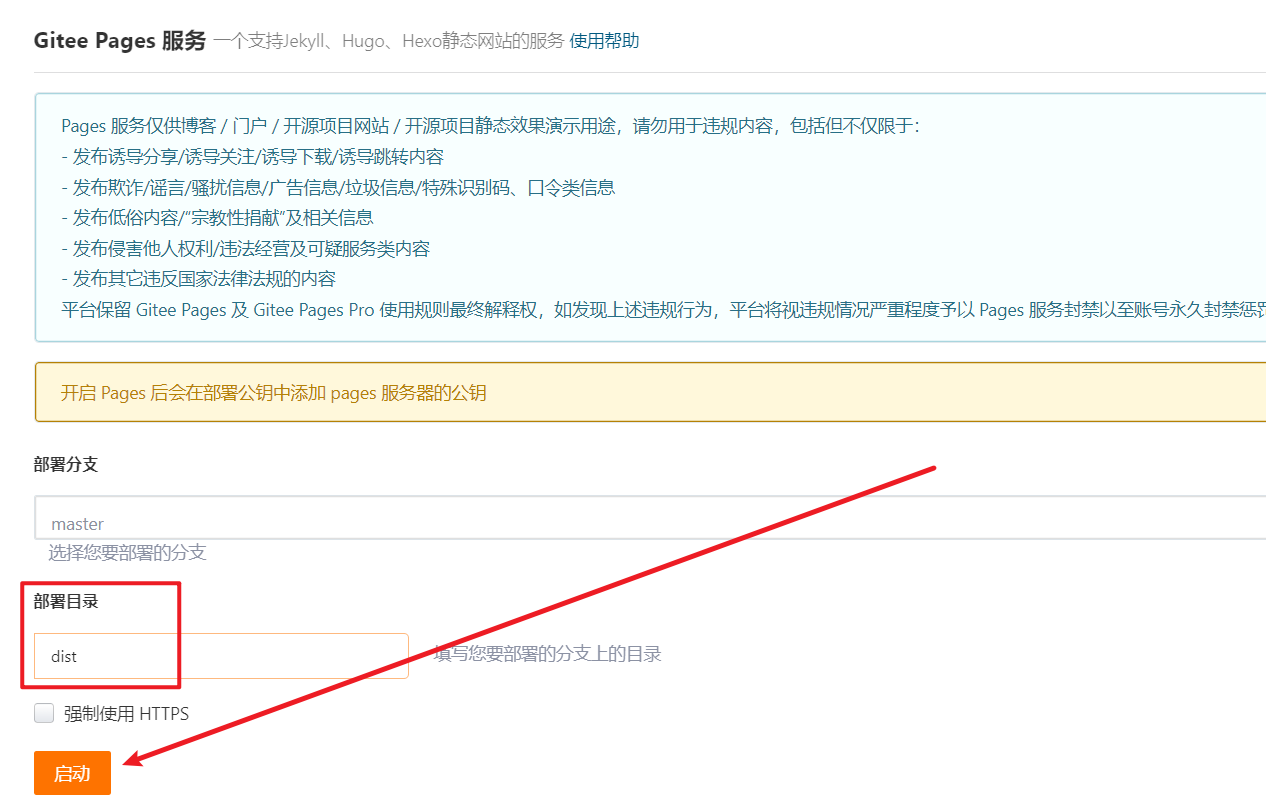 Gitee Pages 服务 一个支持Jekyll、Hugo、Hexo静态网站的服务 使用帮助
Pages 服务仅供博客 / 门户 / 开源项目网站 / 开源项目静态效果演示用途，请勿用于违规内容，包括但不仅限于：
- 发布诱导分享/诱导关注/诱导下载/诱导跳转内容
- 发布欺诈/谣言/骚扰信息/广告信息/垃圾信息/特殊识别码、口令类信息
- 发布低俗内容/“宗教性捐献”及相关信息
- 发布侵害他人权利/违法经营及可疑服务类内容
- 发布其它违反国家法律法规的内容
平台保留 Gitee Pages 及 Gitee Pages Pro 使用规则最终解释权，如发现上述违规行为，平台将视违规情况严重程度予以 Pages 服务封禁以至账号永久封禁惩罚
开启 Pages 后会在部署公钥中添加 pages 服务器的公钥
部署分支
master
选择您要部署的分支
部署目录
dist
填写您要部署的分支上的目录
强制使用 HTTPS
启动